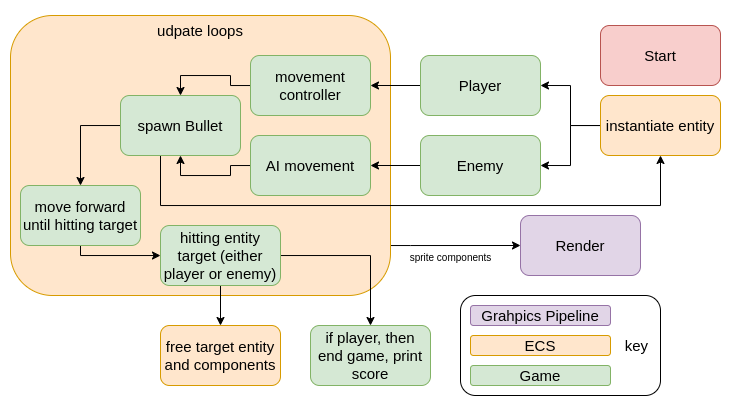 udpate loops
Start
movement
controller
Player
spawn Bullet
instantiate entity
AI movement
Enemy
move forward
until hitting target
hitting entity
target (either
player or enemy)
Render
sprite components
Grahpics Pipeline
ECS
key
Game
free target entity
and components
if player, then
end game, print
score